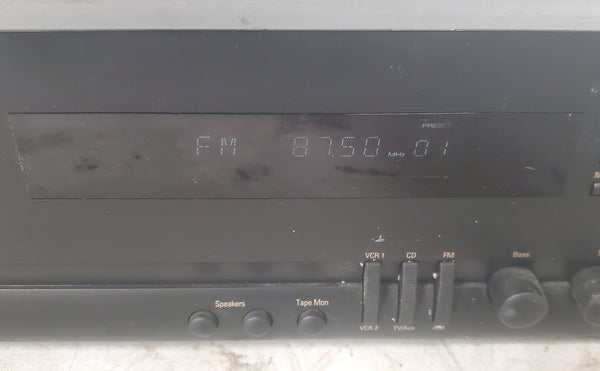 PRESET
FM 87.50 MHz 01
M
VCR 1 CD FM
Bass
Speakers Tape Mon
VCR 2 TV/Aux